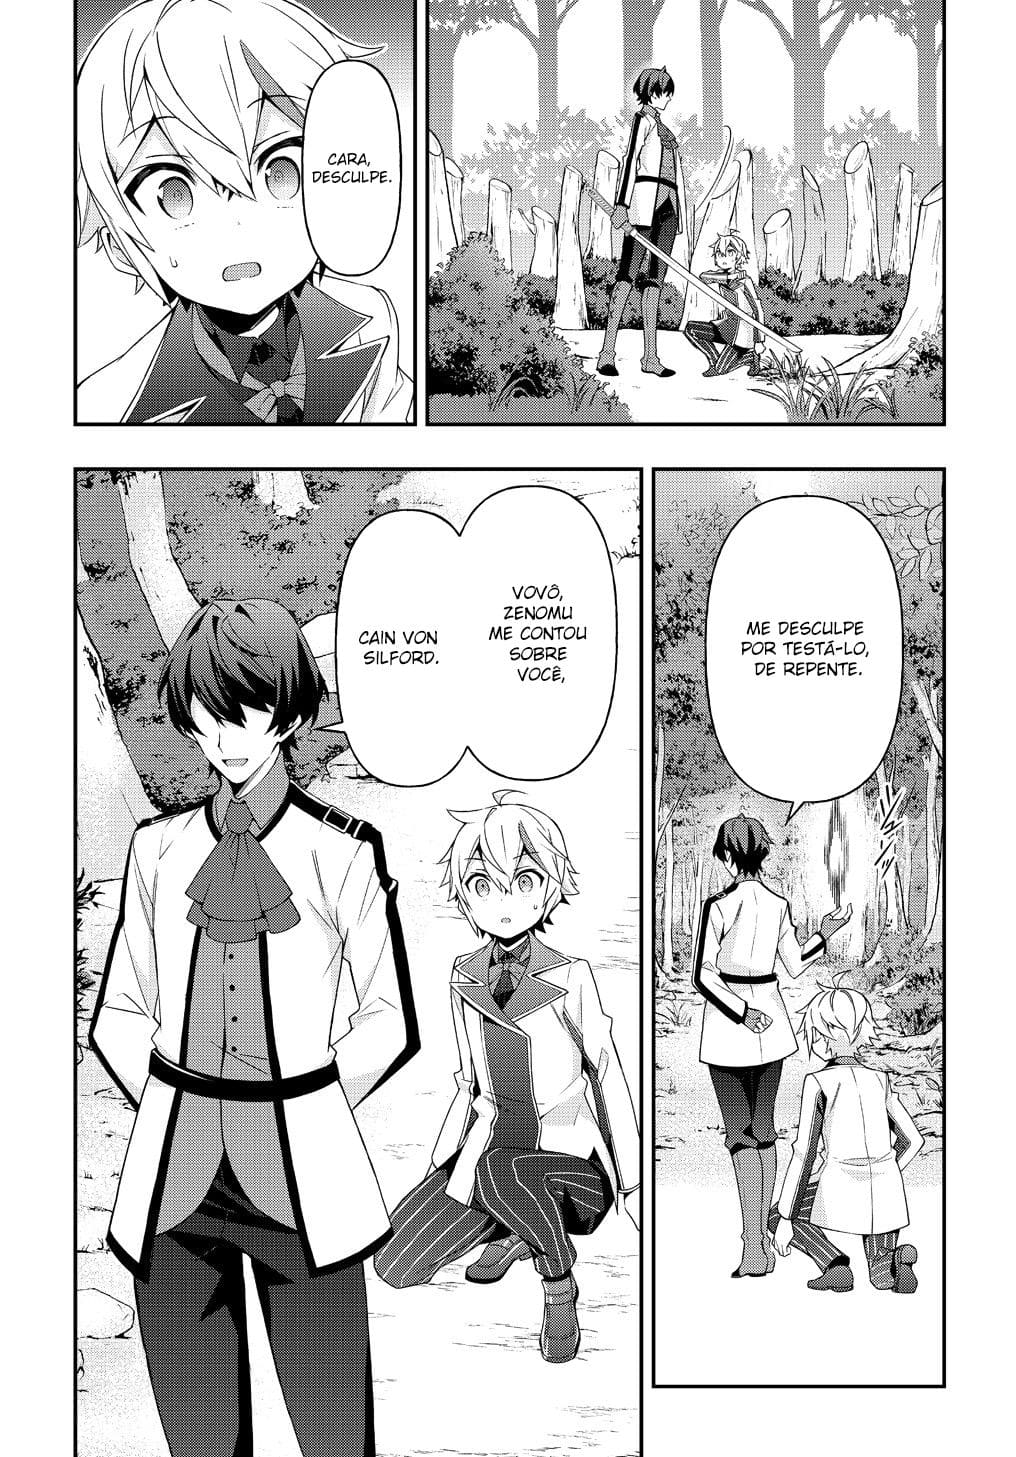 CARA,
DESCULPE.
ME DESCULPE
POR TESTÁ-LO,
DE REPENTE.
VOVÔ,
ZENOMU
ME CONTOU
SOBRE
VOCÊ,
CAIN VON
SILFORD.